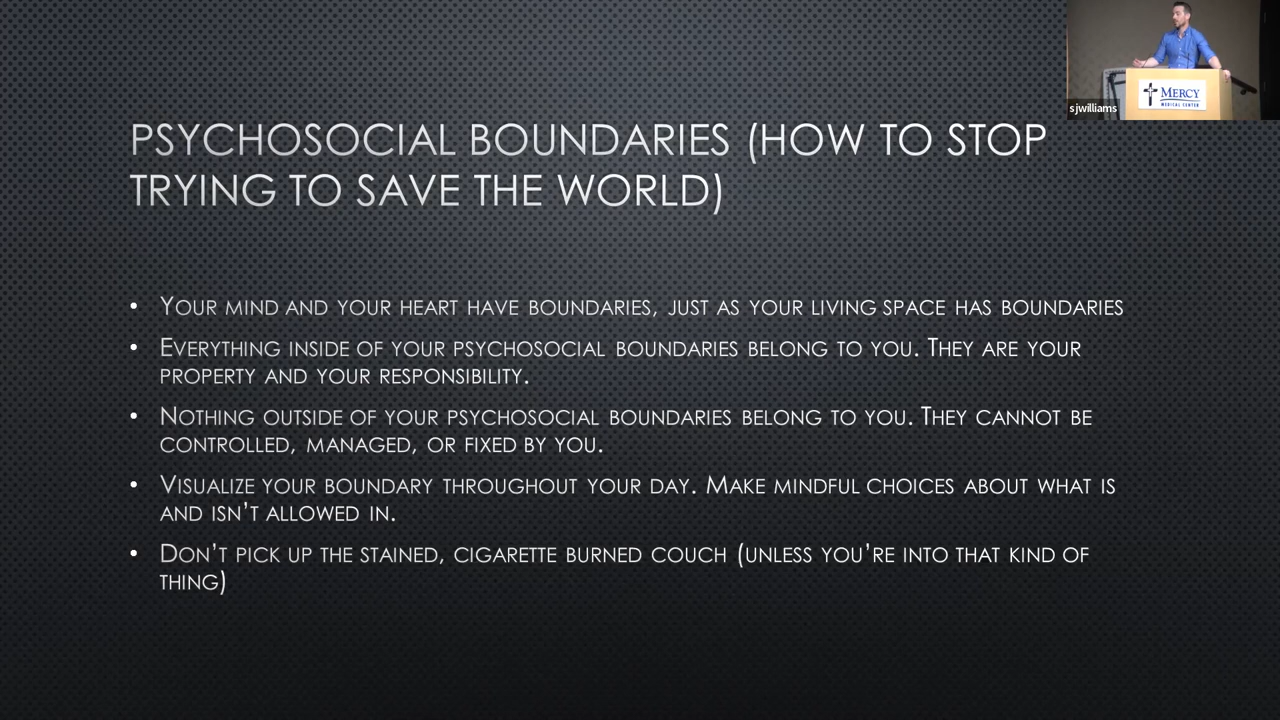 PSYCHOSOCIAL BOUNDARIES (HOW TO STOP
TRYING TO SAVE THE WORLD)
• YOUR MIND AND YOUR HEART HAVE BOUNDARIES, JUST AS YOUR LIVING SPACE HAS BOUNDARIES
• EVERYTHING INSIDE OF YOUR PSYCHOSOCIAL BOUNDARIES BELONG TO YOU. THEY ARE YOUR
PROPERTY AND YOUR RESPONSIBILITY.
• NOTHING OUTSIDE OF YOUR PSYCHOSOCIAL BOUNDARIES BELONG TO YOU. THEY CANNOT BE
CONTROLLED, MANAGED, OR FIXED BY YOU.
• VISUALIZE YOUR BOUNDARY THROUGHOUT YOUR DAY. MAKE MINDFUL CHOICES ABOUT WHAT IS
AND ISN'T ALLOWED IN.
• DON'T PICK UP THE STAINED, CIGARETTE BURNED COUCH (UNLESS YOU'RE INTO THAT KIND OF
THING)
MERCY
MEDICAL CENTER
sjwilliams